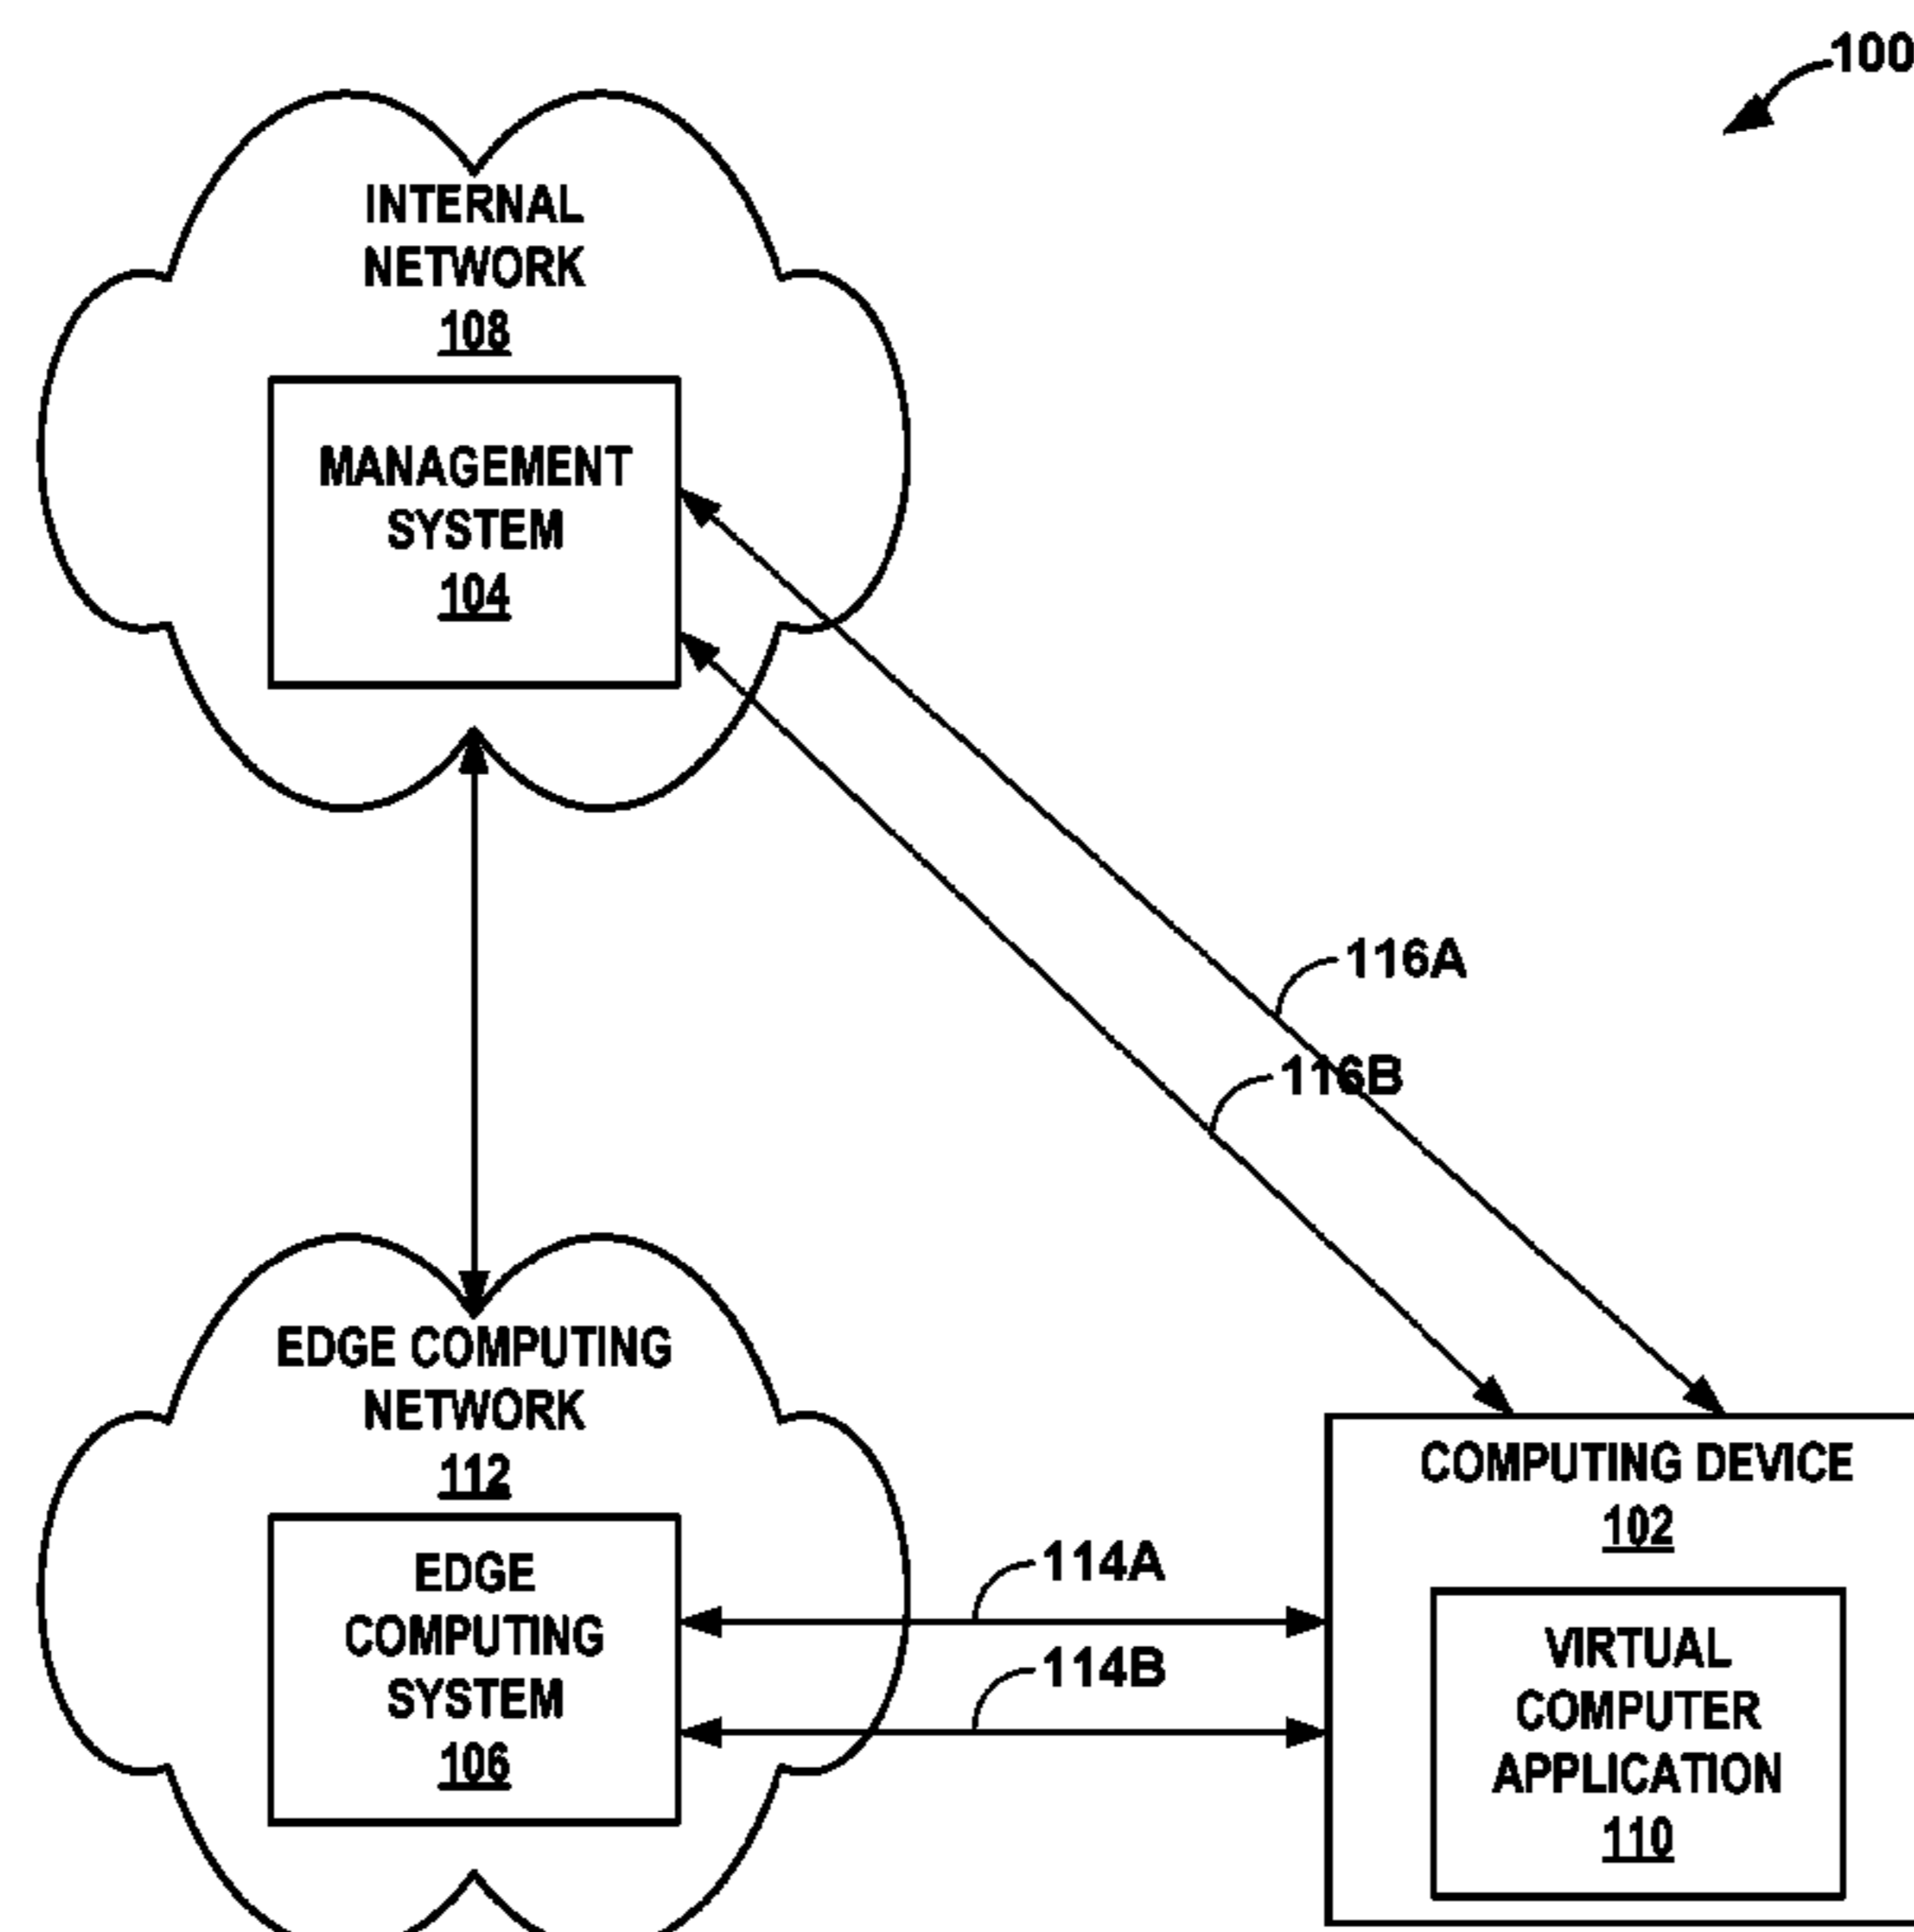 100
INTERNAL
NETWORK
108
MANAGEMENT
SYSTEM
104
116A
116B
EDGE COMPUTING
NETWORK
112
EDGE
COMPUTING
SYSTEM
106
114A
114B
COMPUTING DEVICE
102
VIRTUAL
COMPUTER
APPLICATION
110